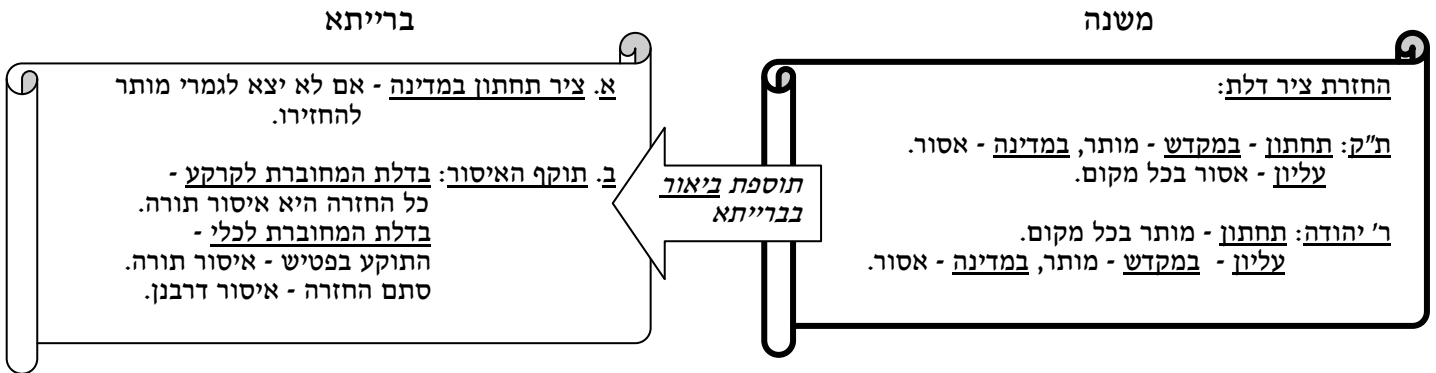 משנה
החזרת ציר דלת:
ת"ק: תחתון - במקדש - מותר, במדינה - אסור.
עליון - אסור בכל מקום.
ר' יהודה: תחתון - מותר בכל מקום.
עליון - במקדש - מותר, במדינה - אסור.
תוספת ביאור
בברייתא
ברייתא
א. ציר תחתון במדינה - אם לא יצא לגמרי מותר
להחזירו.
ב. תוקף האיסור: בדלת המחוברת לקרקע -
כל החזרה היא איסור תורה.
בדלת המחוברת לכלי -
התוקע בפטיש - איסור תורה.
סתם החזרה - איסור דרבנן.